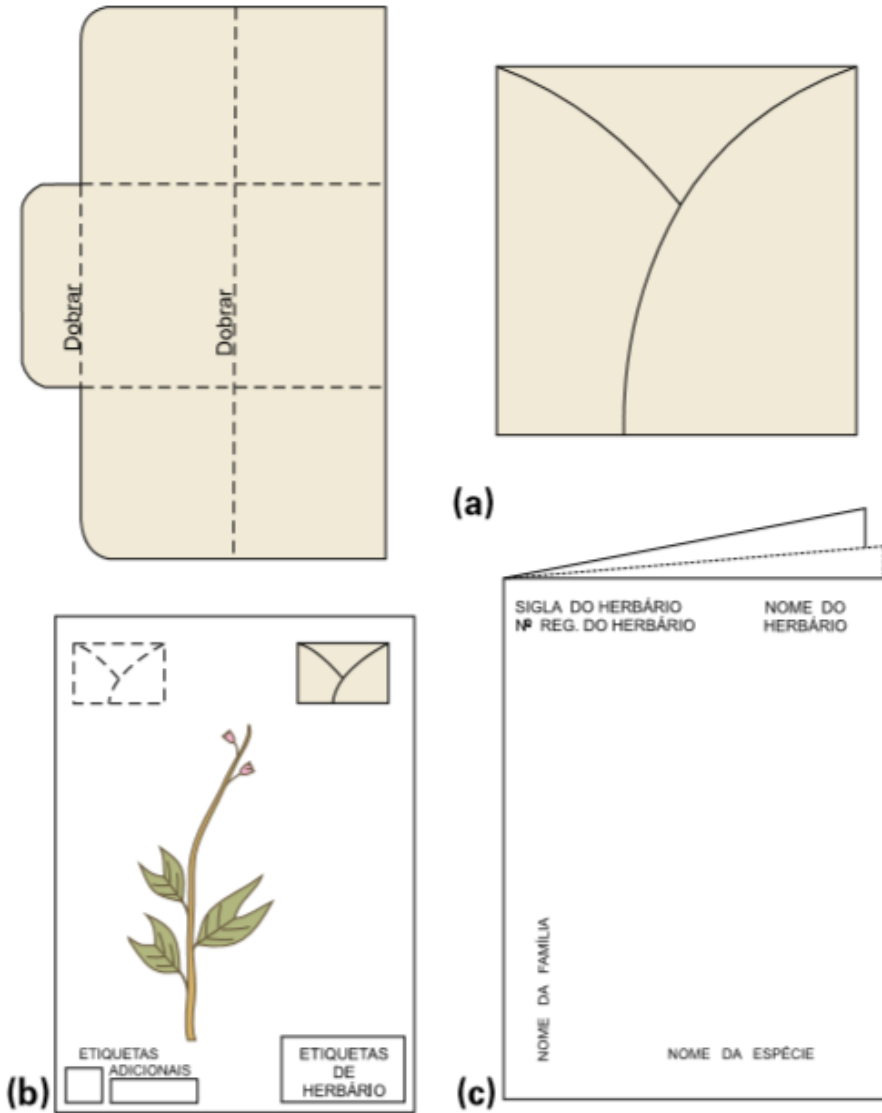 Dobrar
Dobrar
(a)
SIGLA DO HERBÁRIO
Nº REG. DO HERBÁRIO
NOME DO
HERBÁRIO
NOME DA FAMÍLIA
NOME DA ESPÉCIE
ETIQUETAS
ADICIONAIS
ETIQUETAS
DE
HERBÁRIO
(b)
(c)